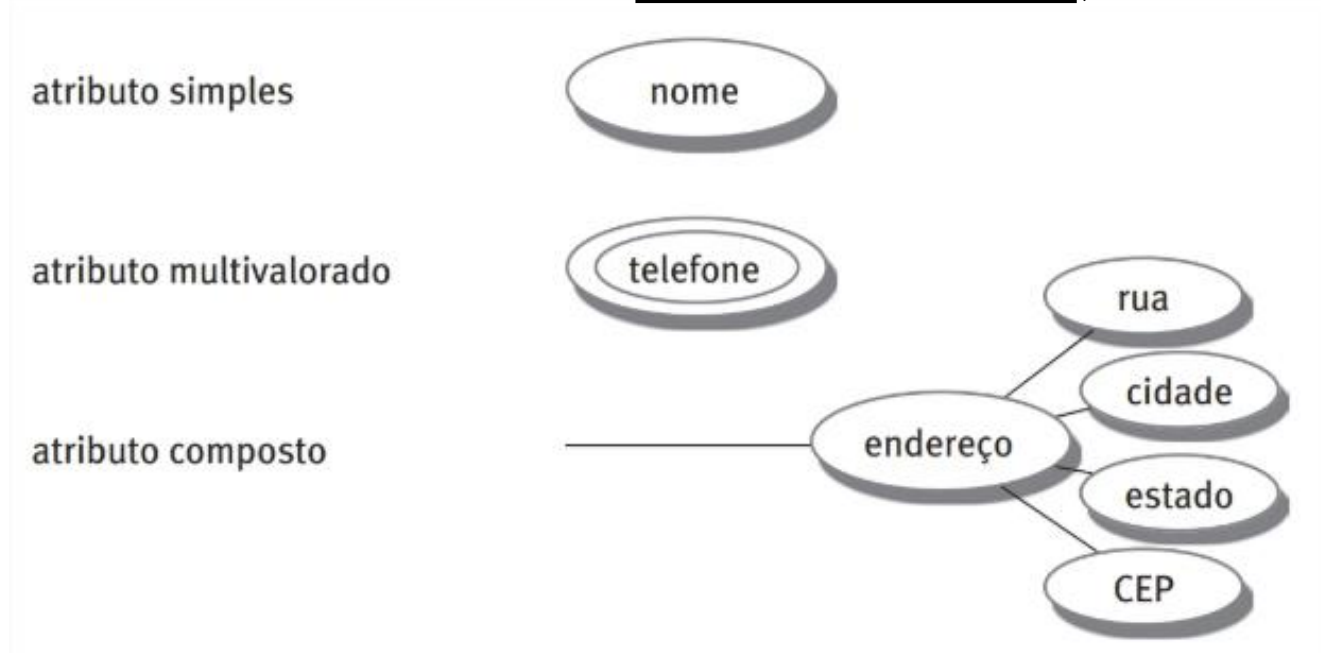 atributo simples
nome
atributo multivalorado
telefone
rua
cidade
atributo composto
endereço
estado
CEP